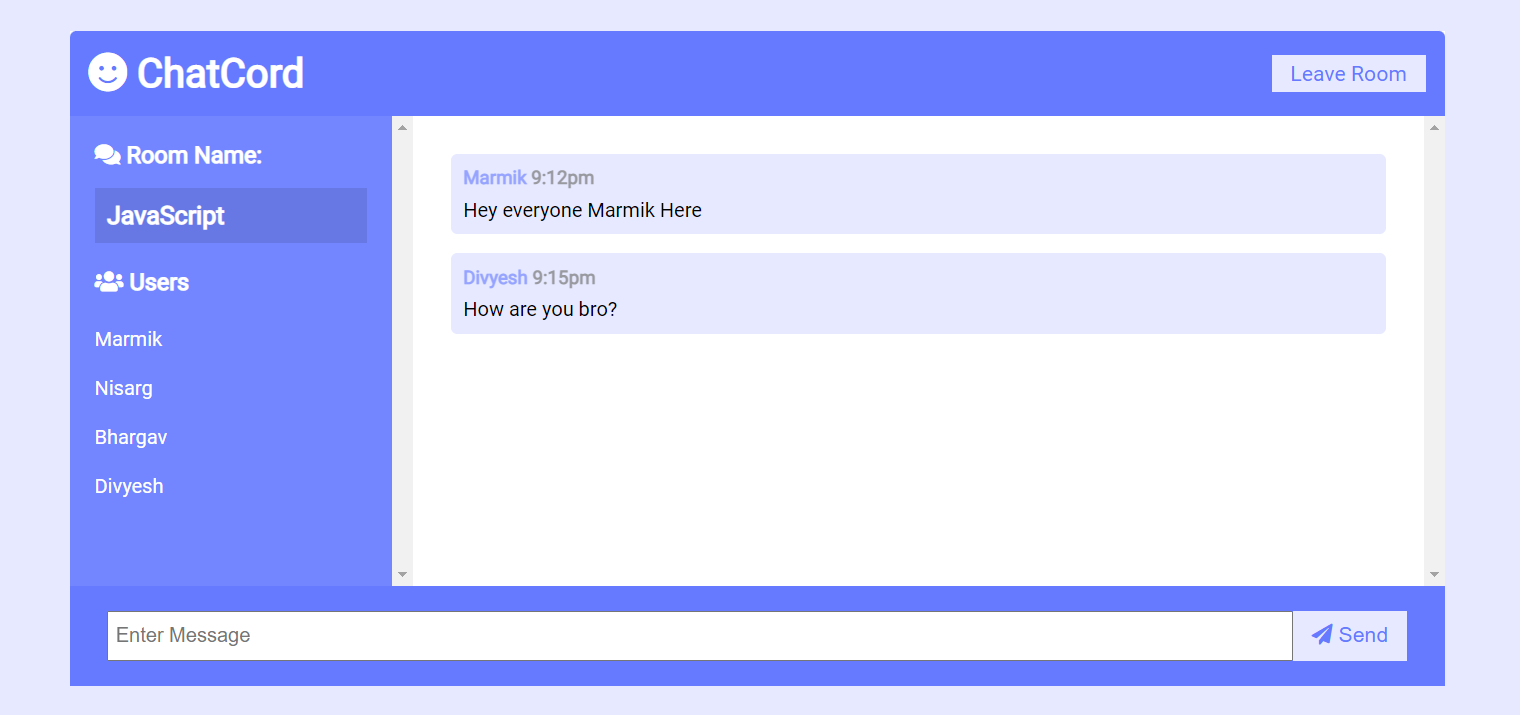 ChatCord
Leave Room
Room Name:
JavaScript
Users
Marmik
Nisarg
Bhargav
Divyesh
Marmik 9:12pm
Hey everyone Marmik Here
Divyesh 9:15pm
How are you bro?
Enter Message
Send